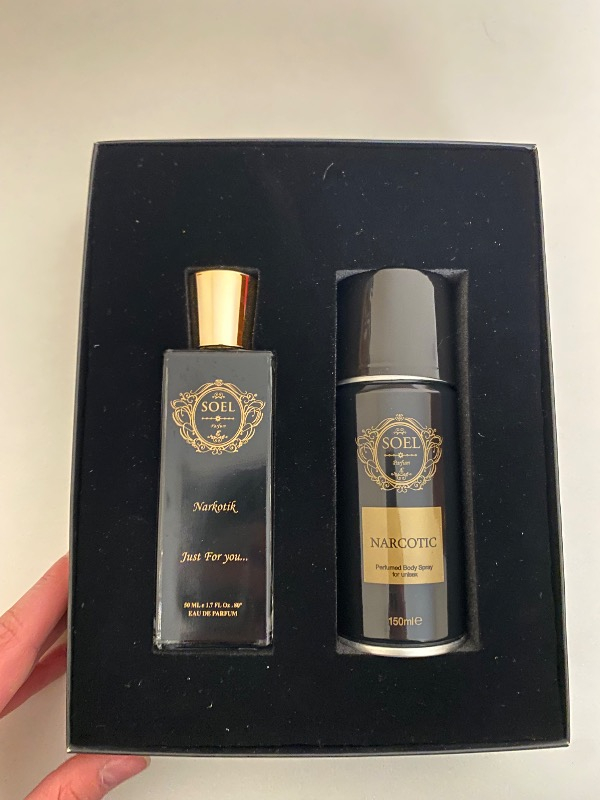 SOEL
Parfum
Narkotik
Just For you...
50 ML e 1.7 FL Oz .80°
EAU DE PARFUM
SOEL
Parfum
NARCOTIC
Perfumed Body Spray
for unisex
150ml℮